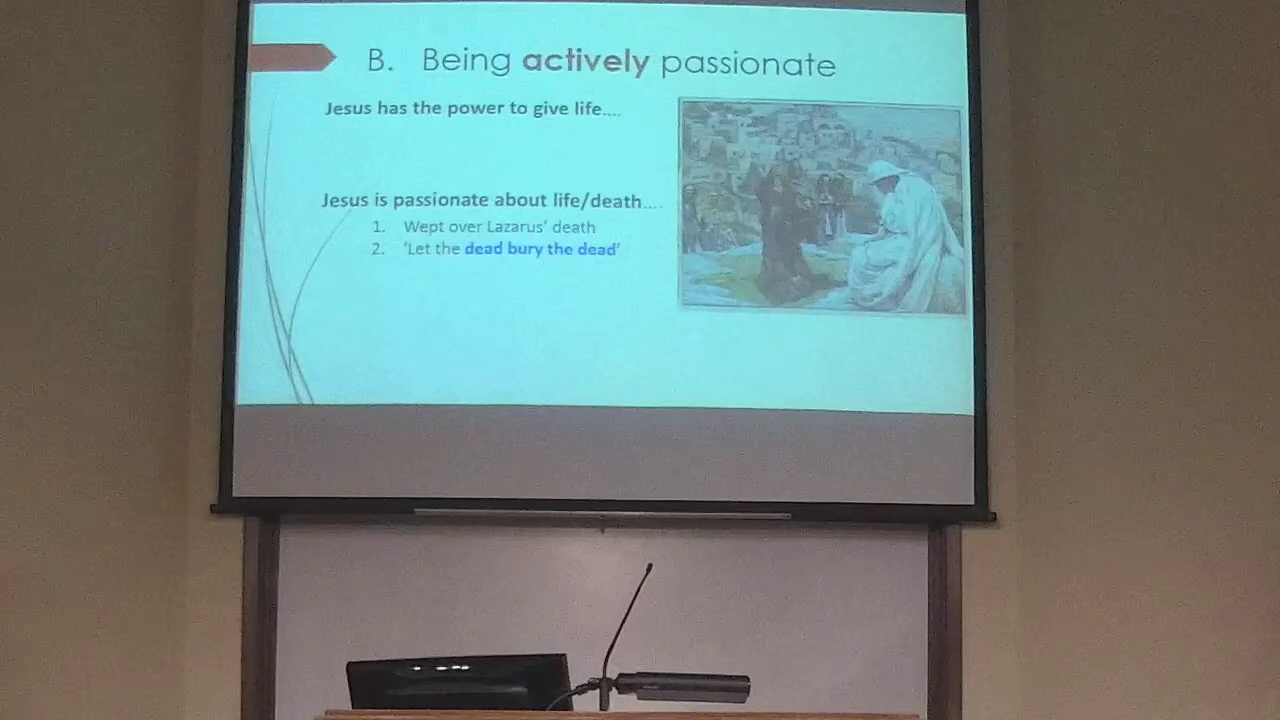 B. Being actively passionate
Jesus has the power to give life....
Jesus is passionate about life/death....
1. Wept over Lazarus' death
2. 'Let the dead bury the dead'